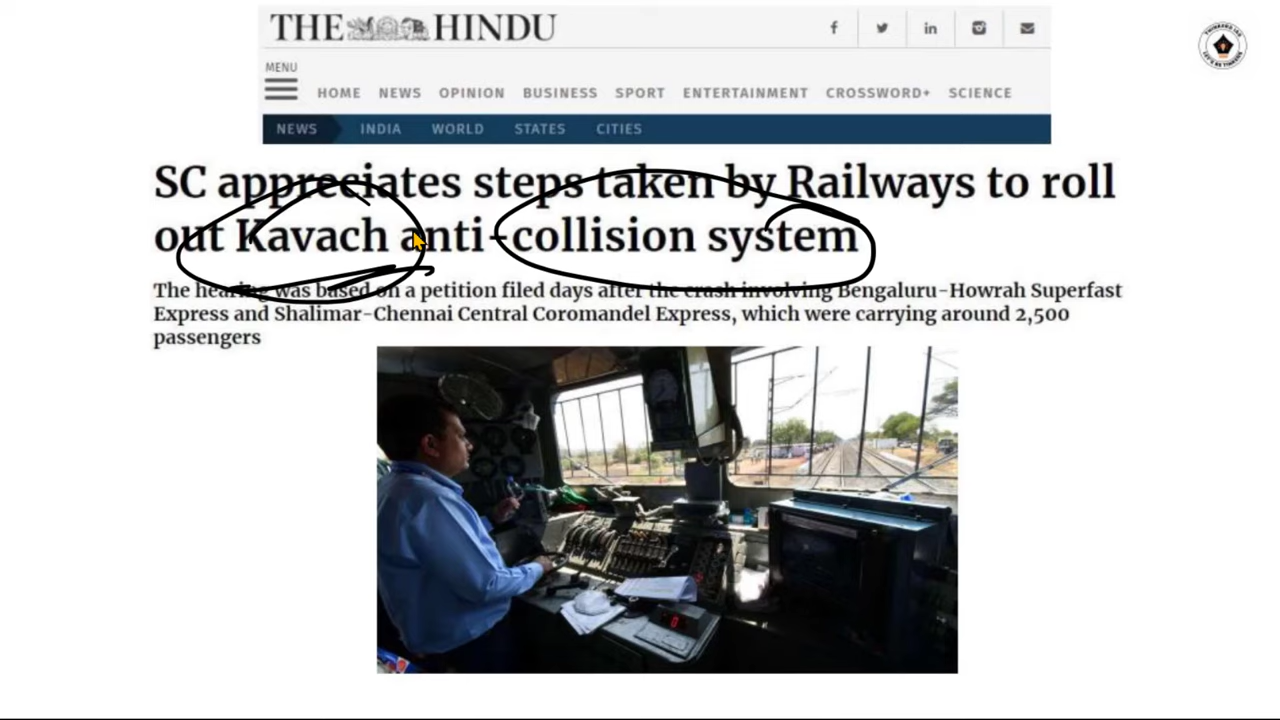 THE HINDU
MENU
HOME NEWS OPINION BUSINESS SPORT ENTERTAINMENT CROSSWORD+ SCIENCE
NEWS INDIA WORLD STATES CITIES
SC appreciates steps taken by Railways to roll
out Kavach anti-collision system
The hearing was based on a petition filed days after the crash involving Bengaluru-Howrah Superfast
Express and Shalimar-Chennai Central Coromandel Express, which were carrying around 2,500
passengers
0